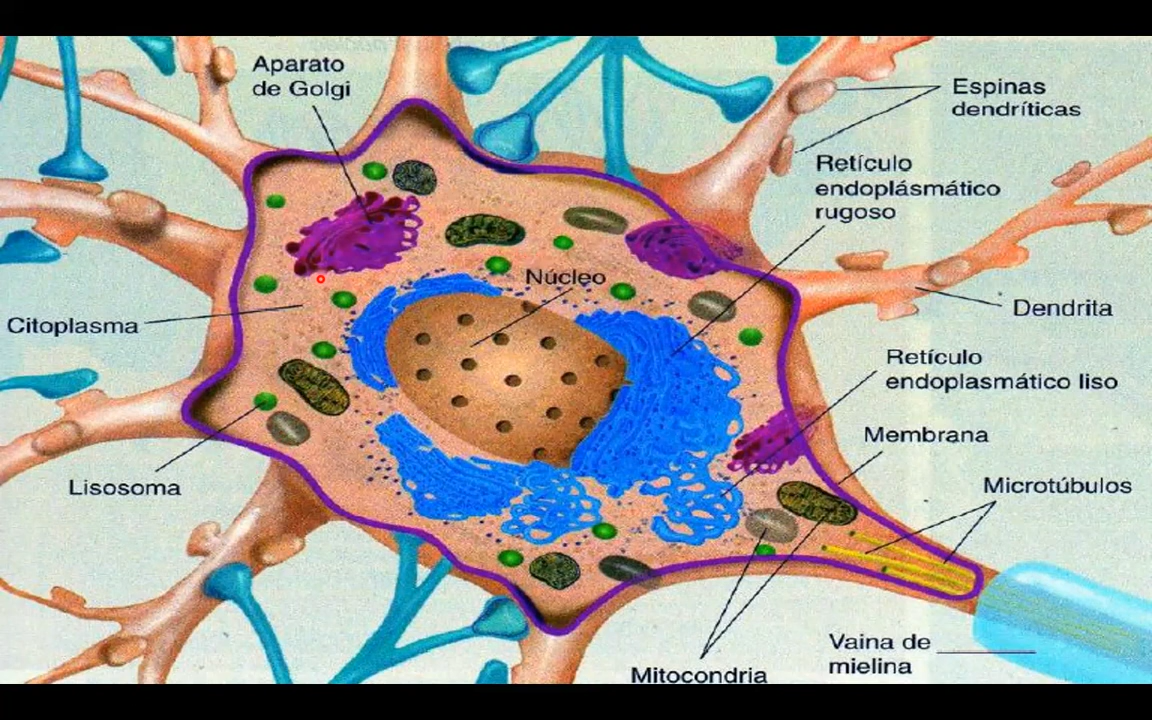 Aparato
de Golgi
Espinas
dendríticas
Retículo
endoplásmático
rugoso
Núcleo
Citoplasma
Dendrita
Retículo
endoplasmático liso
Membrana
Lisosoma
Microtúbulos
Vaina de
mielina
Mitocondria